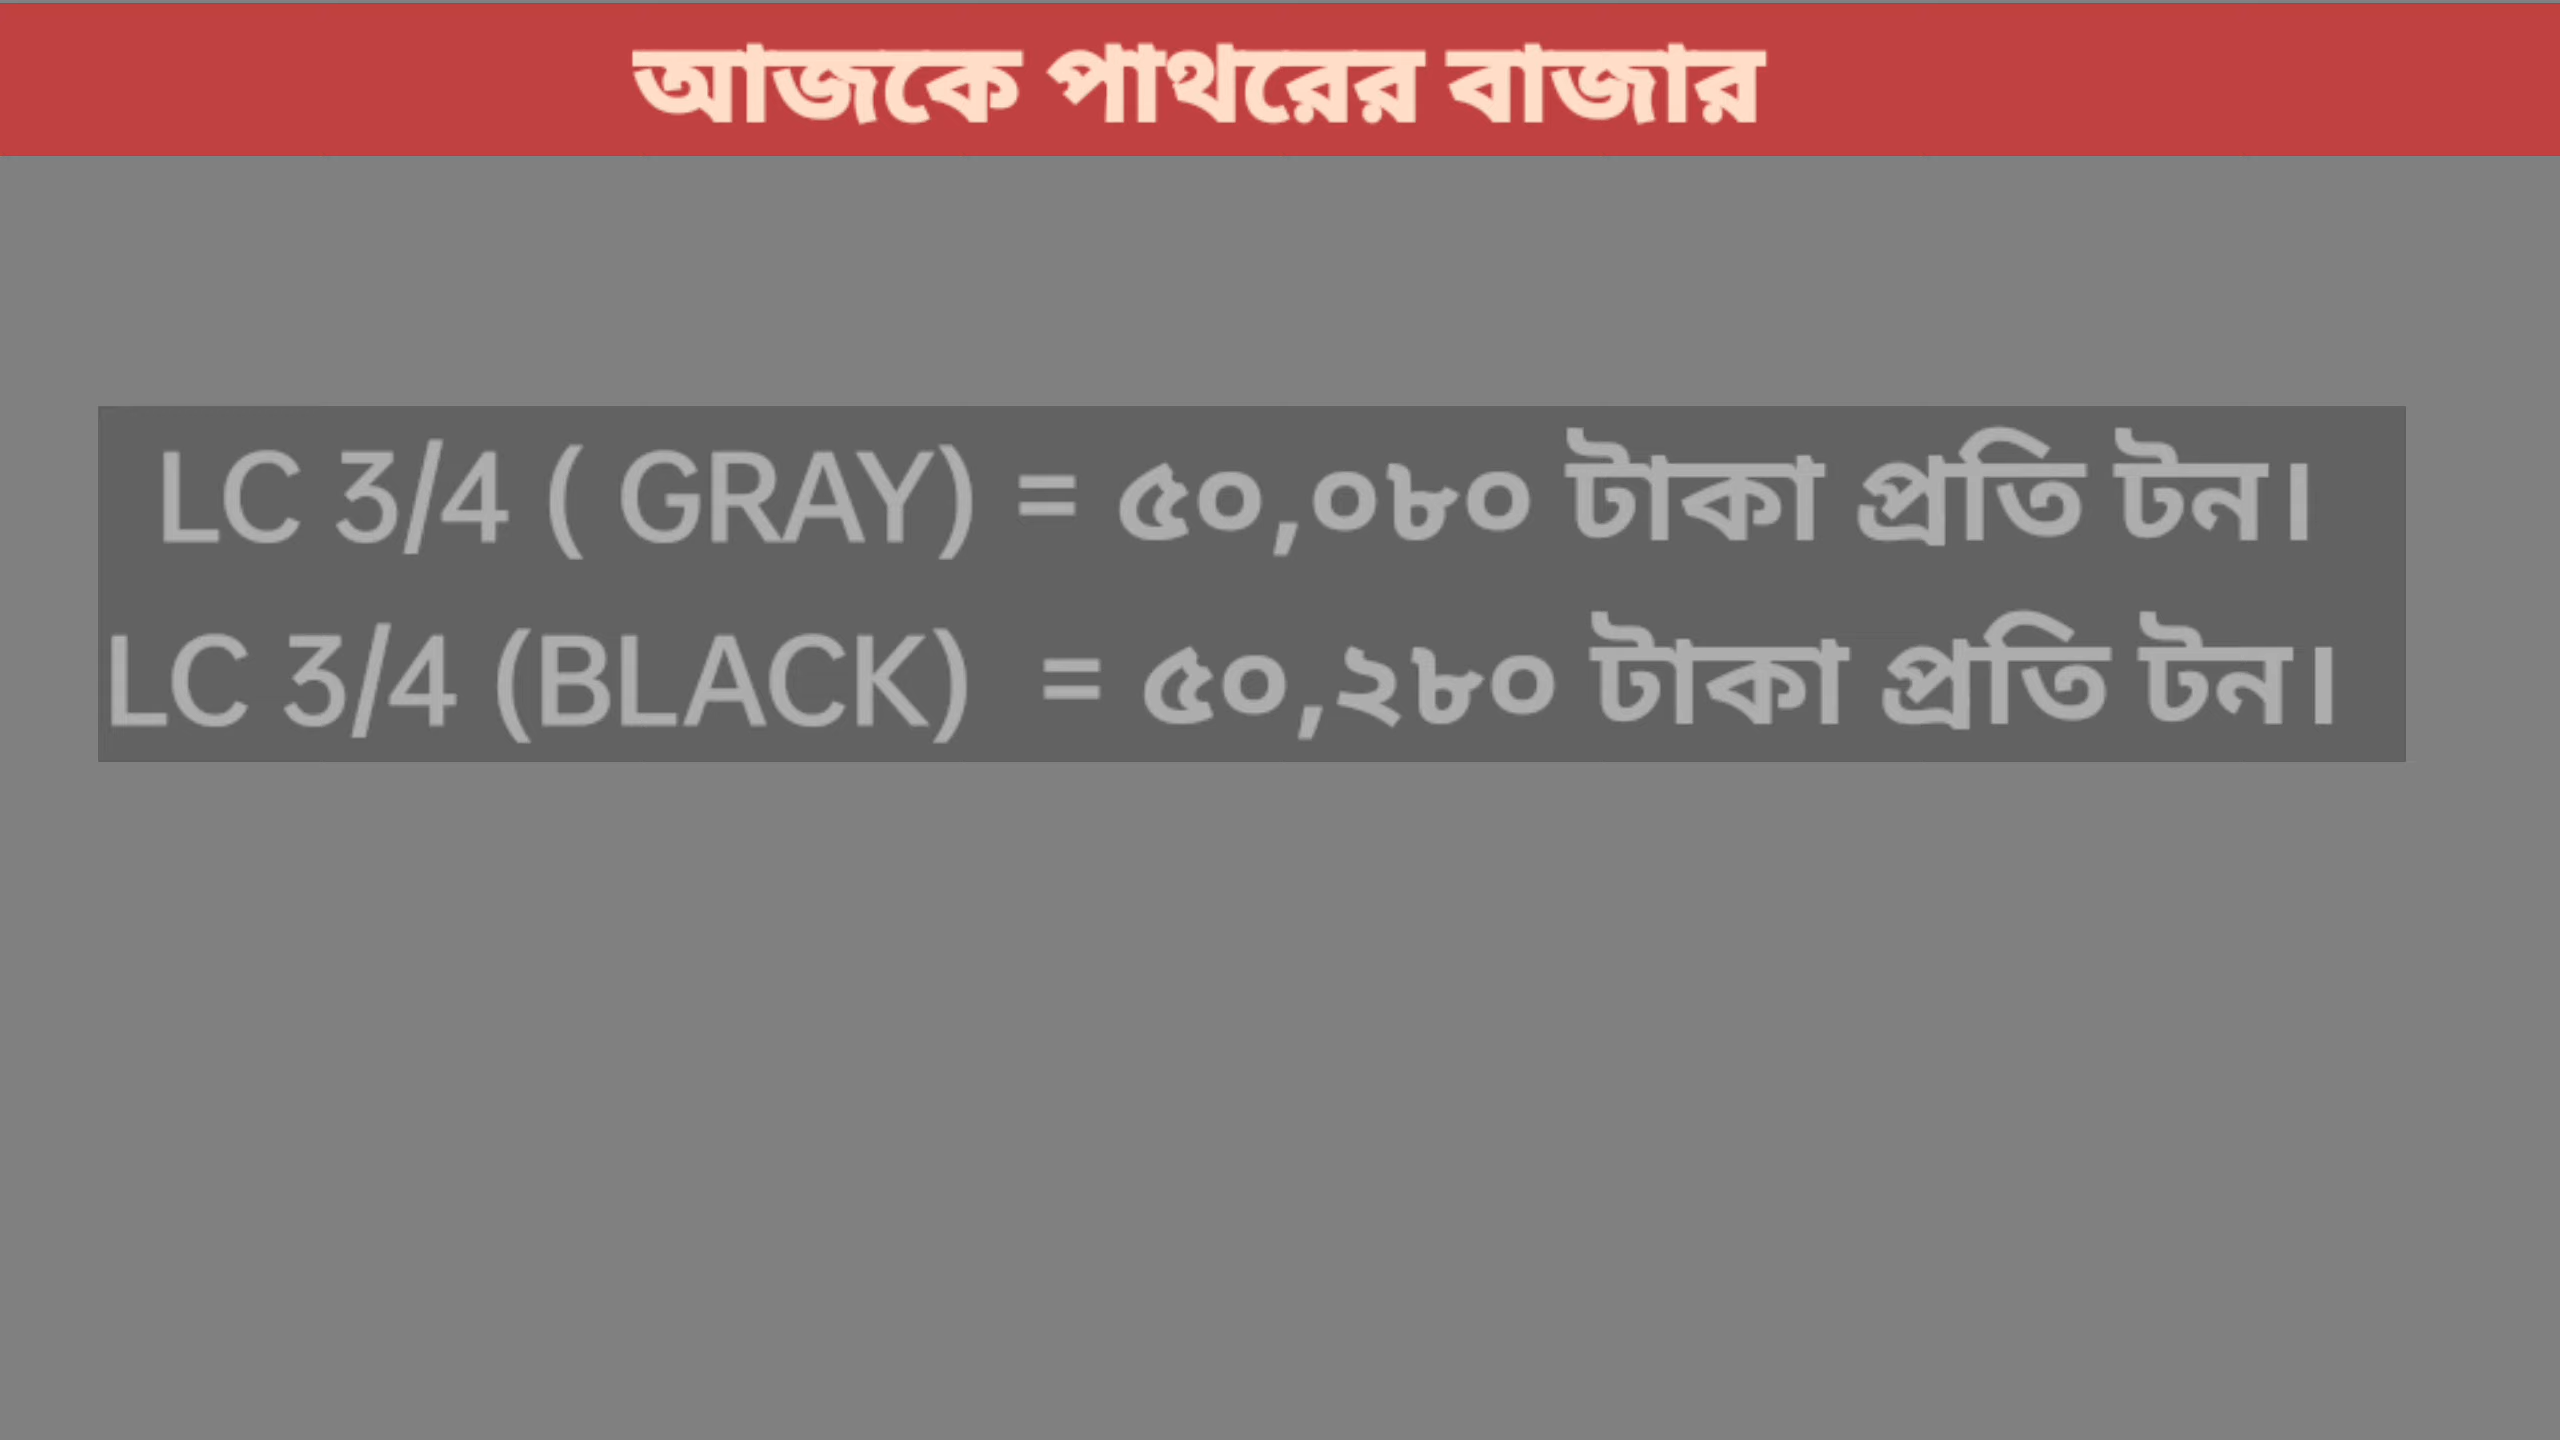 আজকে পাথরের বাজার
LC 3/4 ( GRAY) = ৫০,০৮০ টাকা প্রতি টন।
LC 3/4 (BLACK) = ৫০,২৮০ টাকা প্রতি টন।